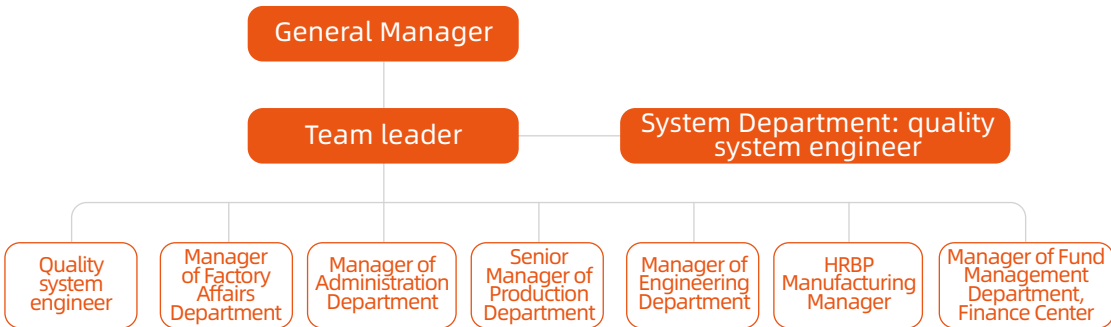 General Manager
Team leader
System Department: quality
system engineer
Quality
system
engineer
Manager
of Factory
Affairs
Department
Manager of
Administration
Department
Senior
Manager of
Production
Department
Manager of
Engineering
Department
HRBP
Manufacturing
Manager
Manager of Fund
Management
Department,
Finance Center